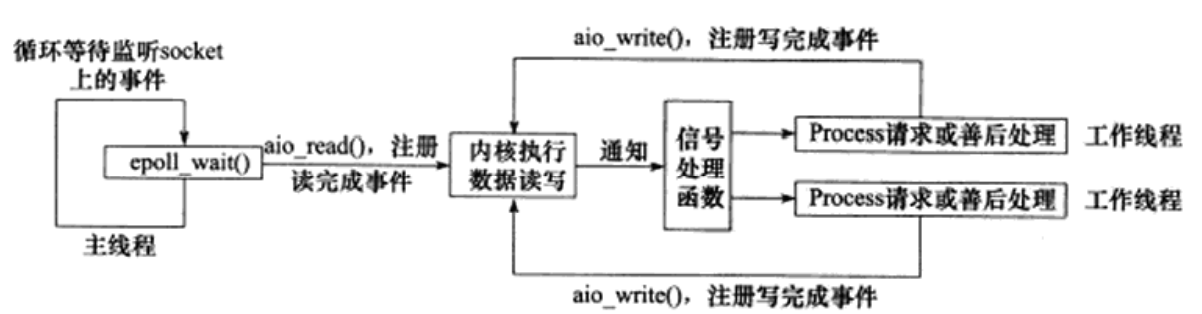 aio_write(), 注册写完成事件
循环等待监听socket
上的事件
epoll_wait()
aio_read(), 注册
读完成事件
内核执行
数据读写
通知
信号
处理
函数
Process请求或善后处理
工作线程
Process请求或善后处理
工作线程
主线程
aio_write(), 注册写完成事件